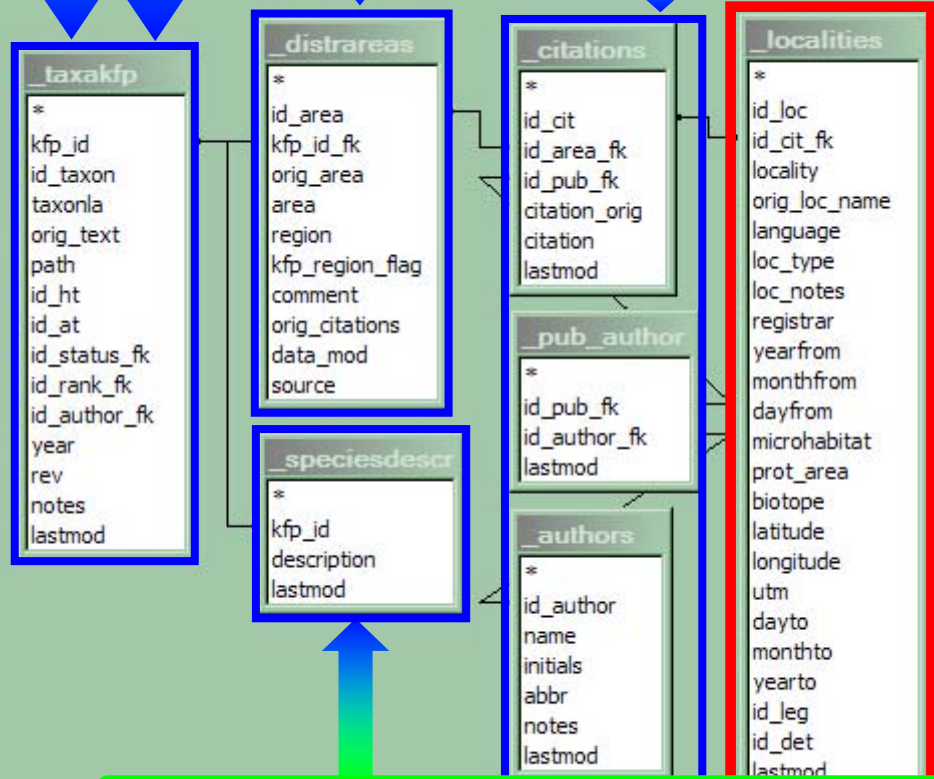 _taxakfp
*
kfp_id
id_taxon
taxonla
orig_text
path
id_ht
id_at
id_status_fk
id_rank_fk
id_author_fk
year
rev
notes
lastmod
_distrareas
*
id_area
kfp_id_fk
orig_area
area
region
kfp_region_flag
comment
orig_citations
data_mod
source
_speciesdescr
*
kfp_id
description
lastmod
_citations
*
id_cit
id_area_fk
id_pub_fk
citation_orig
citation
lastmod
_pub_author
*
id_pub_fk
id_author_fk
lastmod
_authors
*
id_author
name
initials
abbr
notes
lastmod
_localities
*
id_loc
id_cit_fk
locality
orig_loc_name
language
loc_type
loc_notes
registrar
yearfrom
monthfrom
dayfrom
microhabitat
prot_area
biotope
latitude
longitude
utm
dayto
monthto
yearto
id_leg
id_det
lastmod